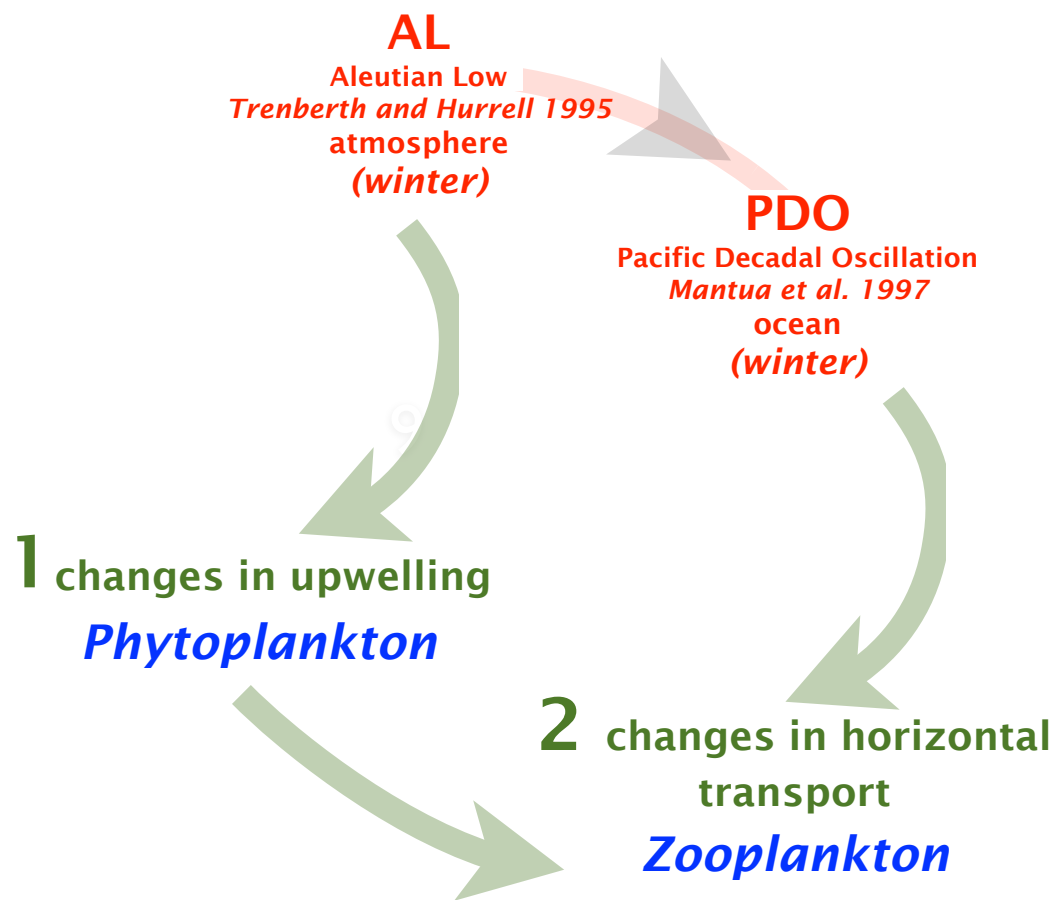 AL
Aleutian Low
Trenberth and Hurrell 1995
atmosphere
(winter)
PDO
Pacific Decadal Oscillation
Mantua et al. 1997
ocean
(winter)
9
1 changes in upwelling
Phytoplankton
2 changes in horizontal
transport
Zooplankton